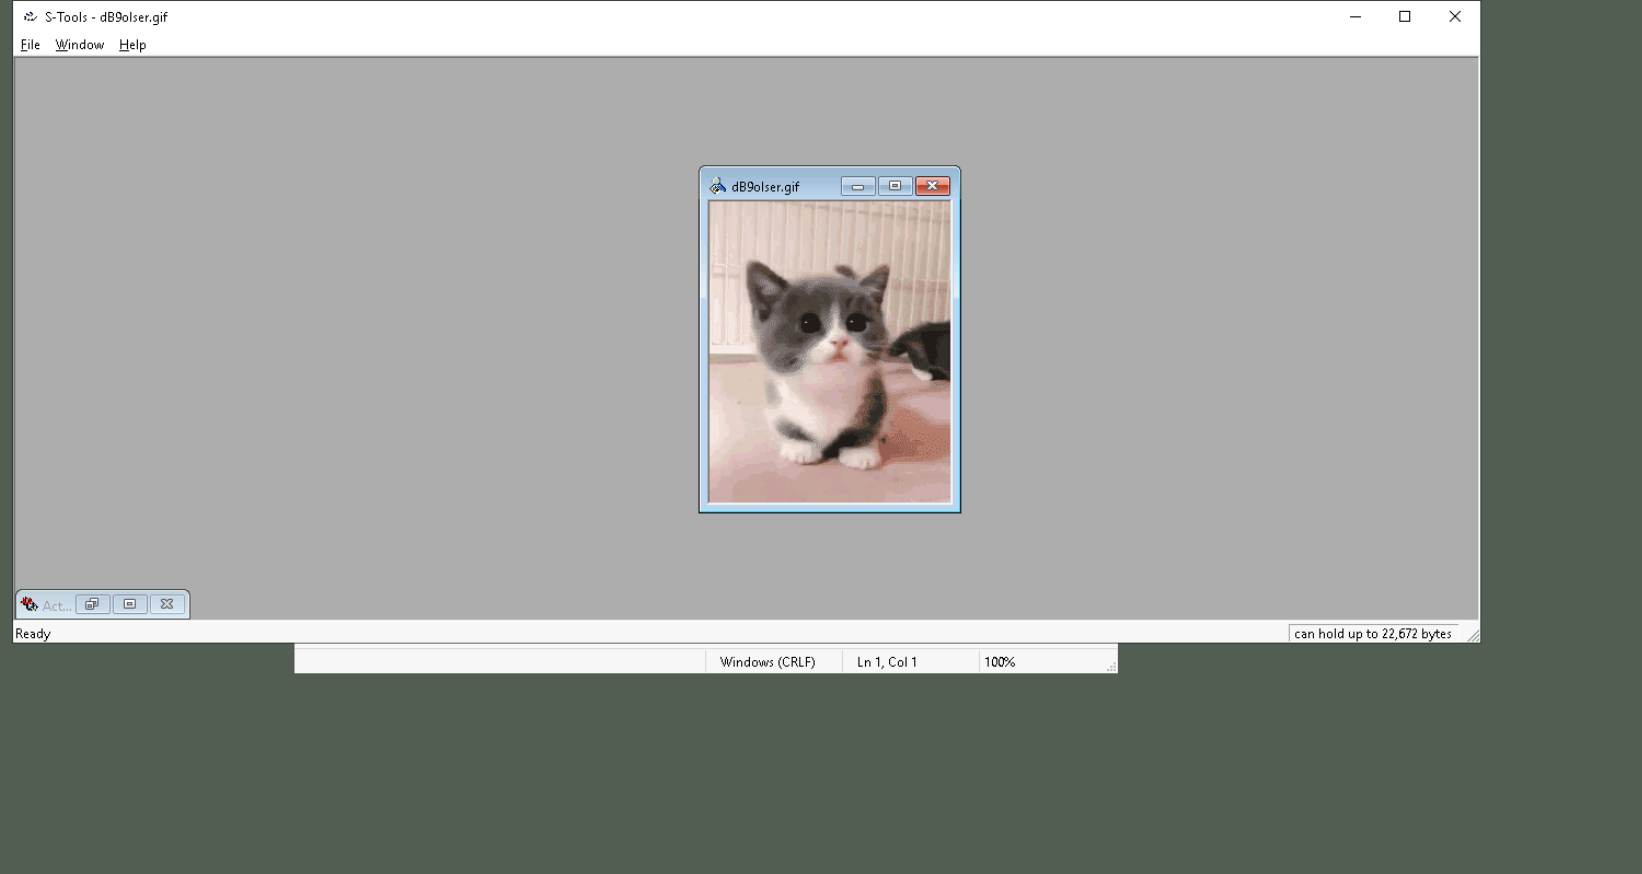 S-Tools - dB9olser.gif
File Window Help
dB9olser.gif
Act...
Ready
can hold up to 22,672 bytes
Windows (CRLF) Ln 1, Col 1 100%